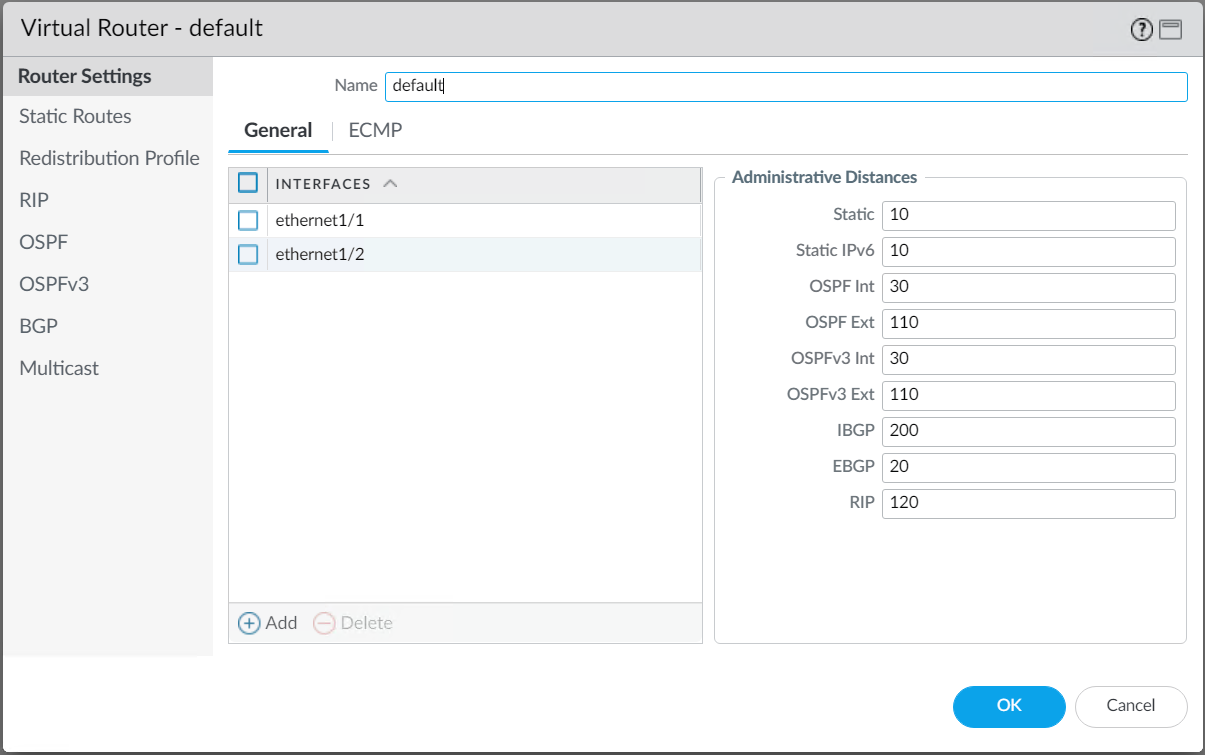 Virtual Router - default
Router Settings
Static Routes
Redistribution Profile
RIP
OSPF
OSPFv3
BGP
Multicast
Name default
General ECMP
INTERFACES
ethernet1/1
ethernet1/2
Add Delete
Administrative Distances
Static 10
Static IPv6 10
OSPF Int 30
OSPF Ext 110
OSPFv3 Int 30
OSPFv3 Ext 110
IBGP 200
EBGP 20
RIP 120
OK Cancel